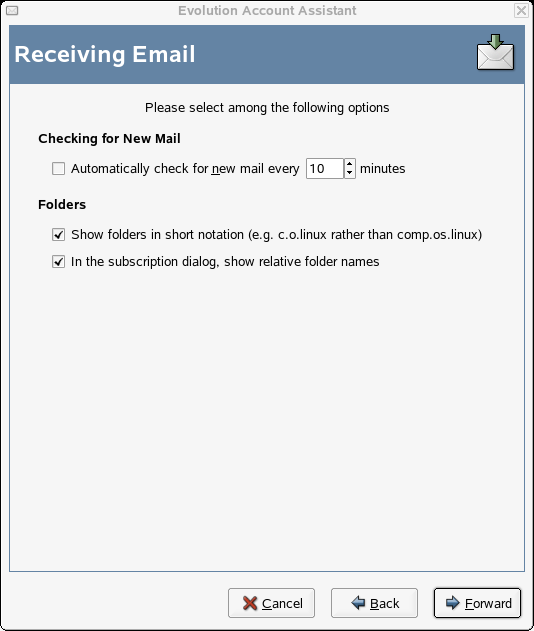 Evolution Account Assistant
Receiving Email
Please select among the following options
Checking for New Mail
Automatically check for new mail every 10 minutes
Folders
Show folders in short notation (e.g. c.o.linux rather than comp.os.linux)
In the subscription dialog, show relative folder names
Cancel Back Forward